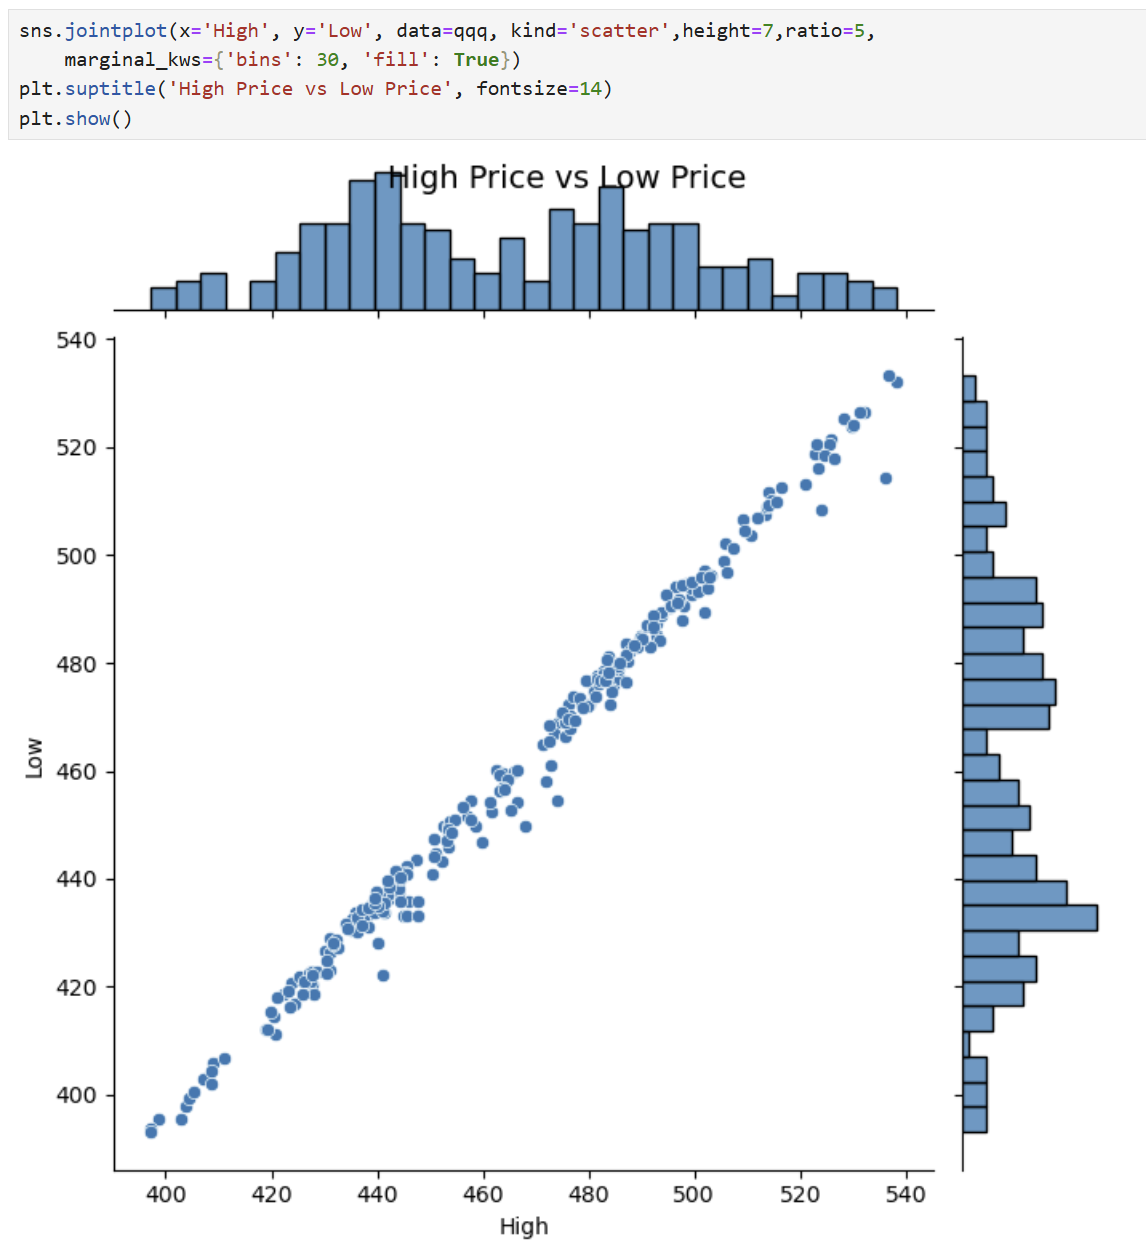 sns.jointplot(x='High', y='Low', data=qqq, kind='scatter',height=7,ratio=5,
    marginal_kws={'bins': 30, 'fill': True})
plt.suptitle('High Price vs Low Price', fontsize=14)
plt.show()
High Price vs Low Price
540
520
500
480
460
440
420
400
Low
400 420 440 460 480 500 520 540
High